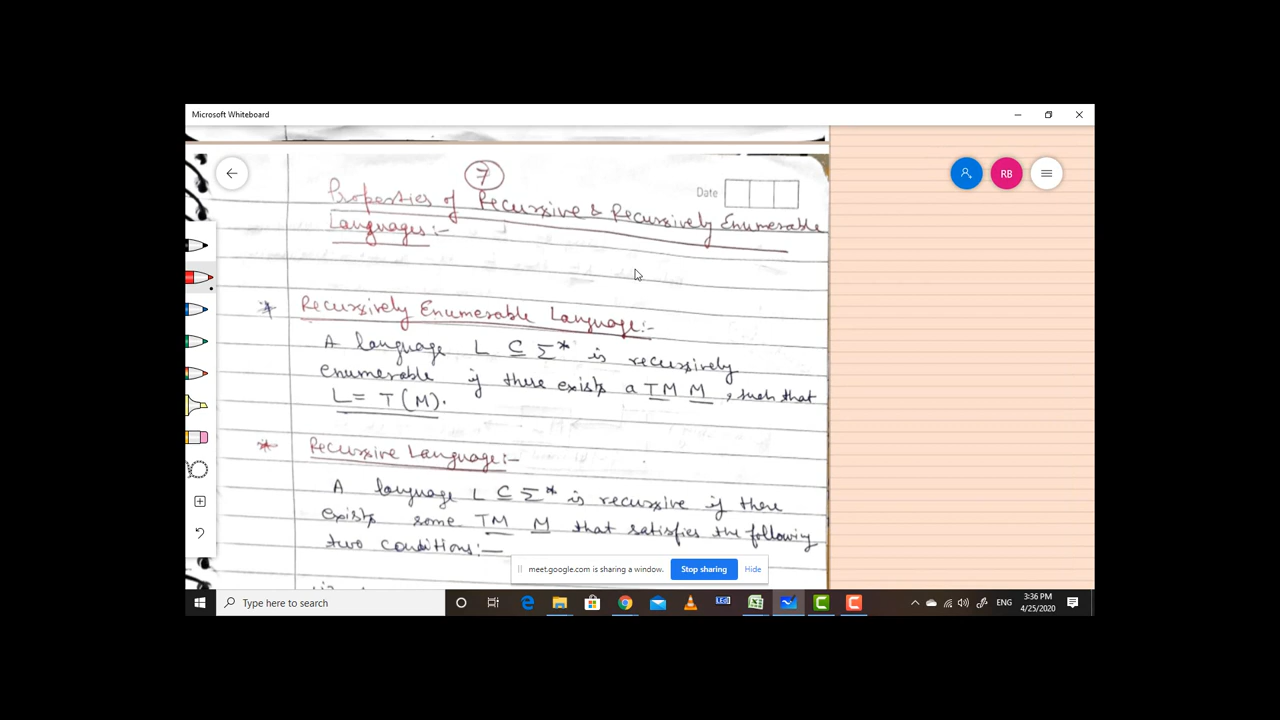 Microsoft Whiteboard
7
Date
Properties of Recursive & Recursively Enumerable
Languages:-
RB
* Recursively Enumerable Language:-
A language L ⊆ Σ* is recursively
enumerable if there exists a TM M, such that
L = T(M).
* Recursive Language:-
A language L ⊆ Σ* is recursive if there
exists some TM M that satisfies the following
two conditions:-
meet.google.com is sharing a window. Stop sharing Hide
Type here to search
LEO
ENG
3:36 PM
4/25/2020